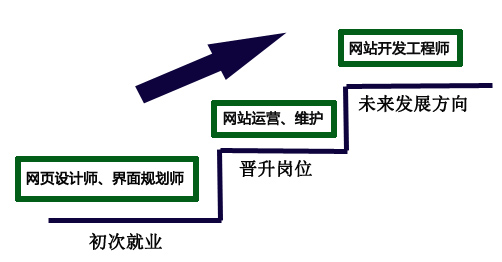 网站开发工程师
未来发展方向
网站运营、维护
晋升岗位
网页设计师、界面规划师
初次就业